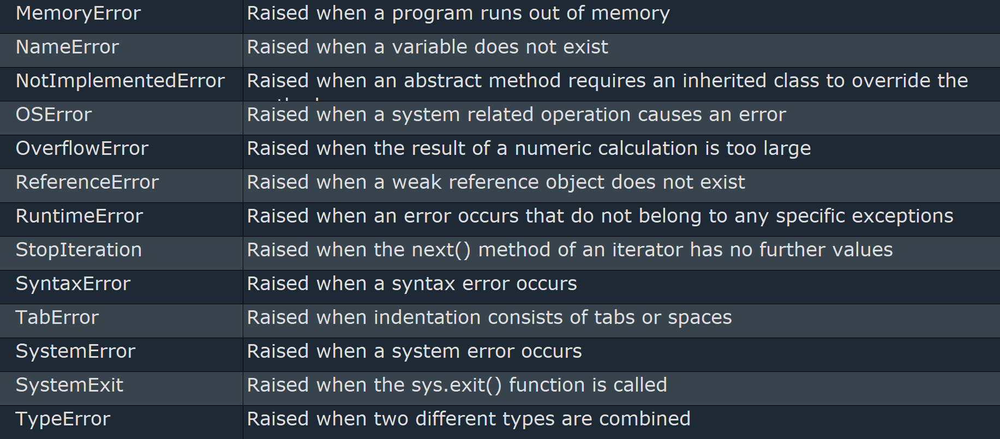 MemoryError Raised when a program runs out of memory
NameError Raised when a variable does not exist
NotImplementedError Raised when an abstract method requires an inherited class to override the
OSError Raised when a system related operation causes an error
OverflowError Raised when the result of a numeric calculation is too large
ReferenceError Raised when a weak reference object does not exist
RuntimeError Raised when an error occurs that do not belong to any specific exceptions
StopIteration Raised when the next() method of an iterator has no further values
SyntaxError Raised when a syntax error occurs
TabError Raised when indentation consists of tabs or spaces
SystemError Raised when a system error occurs
SystemExit Raised when the sys.exit() function is called
TypeError Raised when two different types are combined